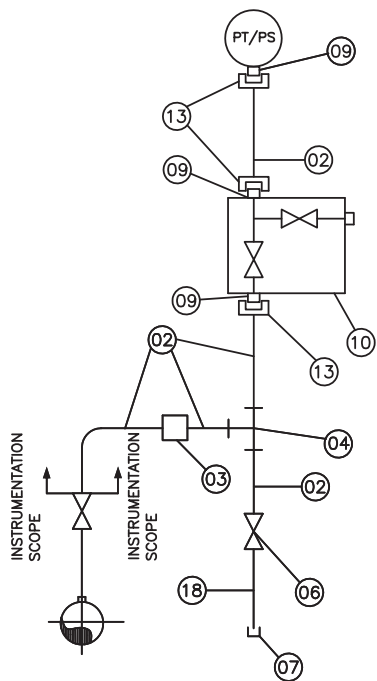 PT/PS
09
13
02
09
09
10
13
02
04
03
02
INSTRUMENTATION
SCOPE
INSTRUMENTATION
SCOPE
06
18
07